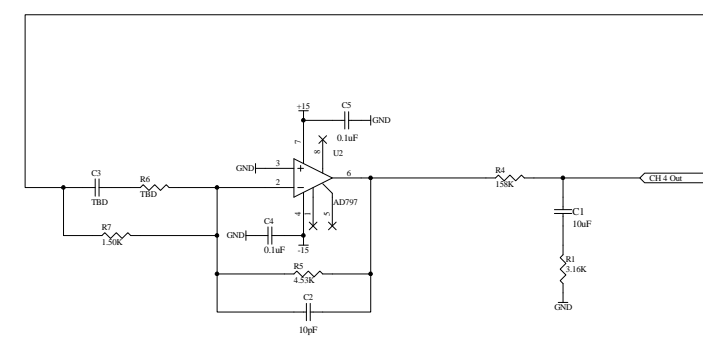 +15
C5
GND
0.1uF
7
8
U2
GND
3
2
6
AD797
4
1
5
C3
TBD
R6
TBD
R7
1.50K
C4
GND
0.1uF
-15
R5
4.53K
C2
10pF
R4
158K
CH 4 Out
C1
10uF
R1
3.16K
GND